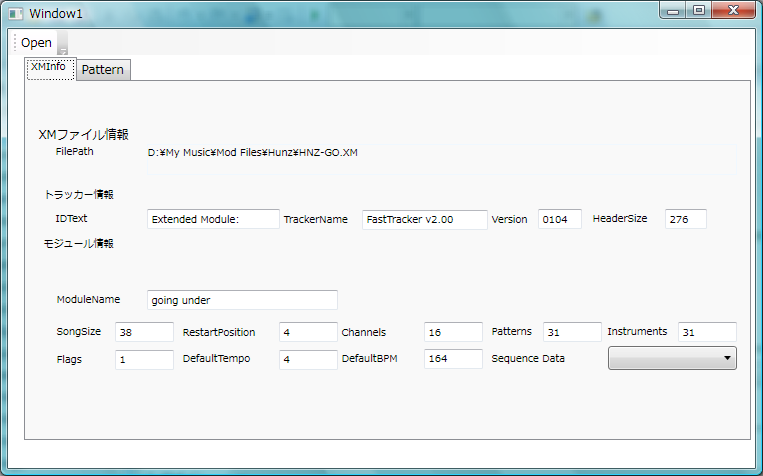 Window1
Open
XMInfo Pattern
XMファイル情報
FilePath D:¥My Music¥Mod Files¥Hunz¥HNZ-GO.XM
トラッカー情報
IDText Extended Module: TrackerName FastTracker v2.00 Version 0104 HeaderSize 276
モジュール情報
ModuleName going under
SongSize 38 RestartPosition 4 Channels 16 Patterns 31 Instruments 31
Flags 1 DefaultTempo 4 DefaultBPM 164 Sequence Data